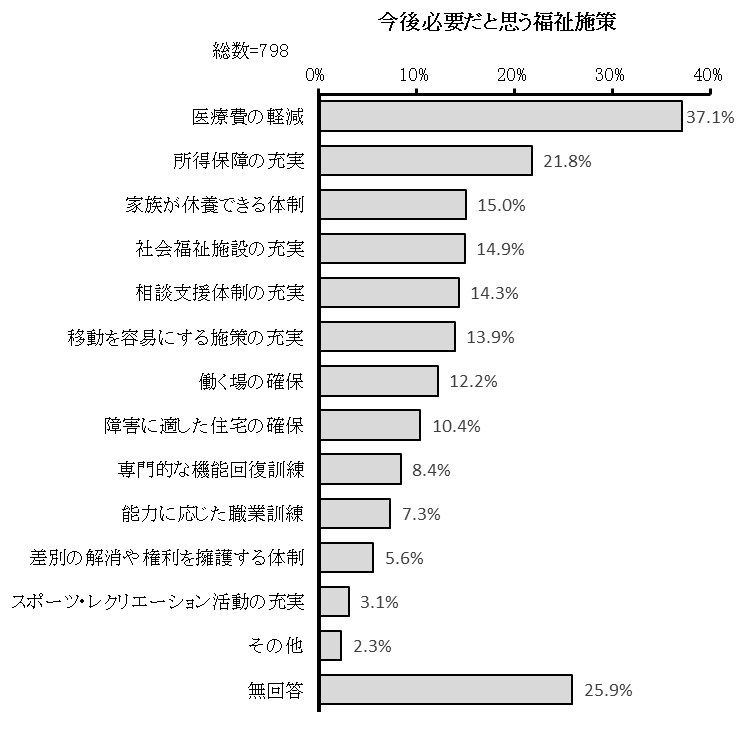 今後必要だと思う福祉施策
総数=798
0% 10% 20% 30% 40%
医療費の軽減 37.1%
所得保障の充実 21.8%
家族が休養できる体制 15.0%
社会福祉施設の充実 14.9%
相談支援体制の充実 14.3%
移動を容易にする施策の充実 13.9%
働く場の確保 12.2%
障害に適した住宅の確保 10.4%
専門的な機能回復訓練 8.4%
能力に応じた職業訓練 7.3%
差別の解消や権利を擁護する体制 5.6%
スポーツ・レクリエーション活動の充実 3.1%
その他 2.3%
無回答 25.9%